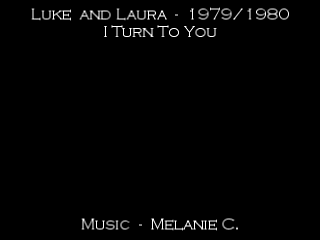 Luke and Laura - 1979/1980
I Turn To You
Music - Melanie C.